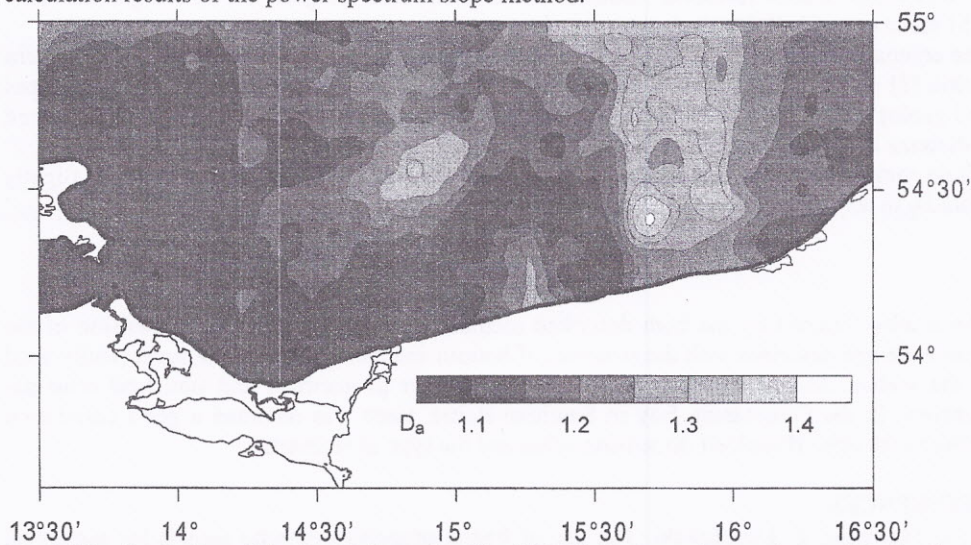 calculation results of the power spectrum slope method.
55°
54°30'
54°
Da 1.1 1.2 1.3 1.4
13°30' 14° 14°30' 15° 15°30' 16° 16°30'